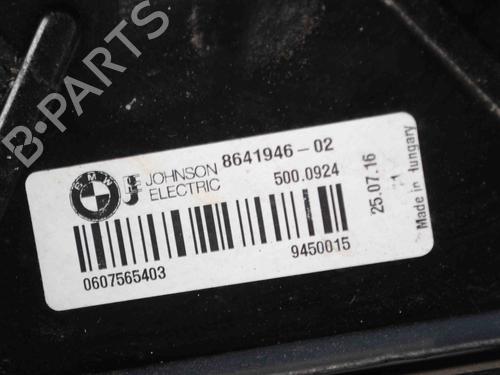 B-PARTS
BMW
JOHNSON
ELECTRIC
8641946-02
500.0924
0607565403
9450015
25.07.16
Made in Hungary